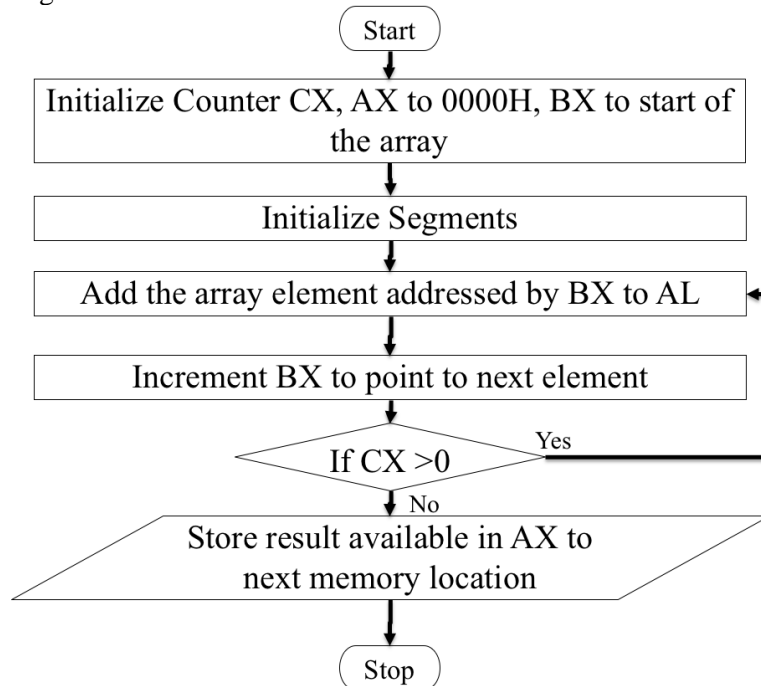 Start
Initialize Counter CX, AX to 0000H, BX to start of
the array
Initialize Segments
Add the array element addressed by BX to AL
Increment BX to point to next element
If CX >0
Yes
No
Store result available in AX to
next memory location
Stop